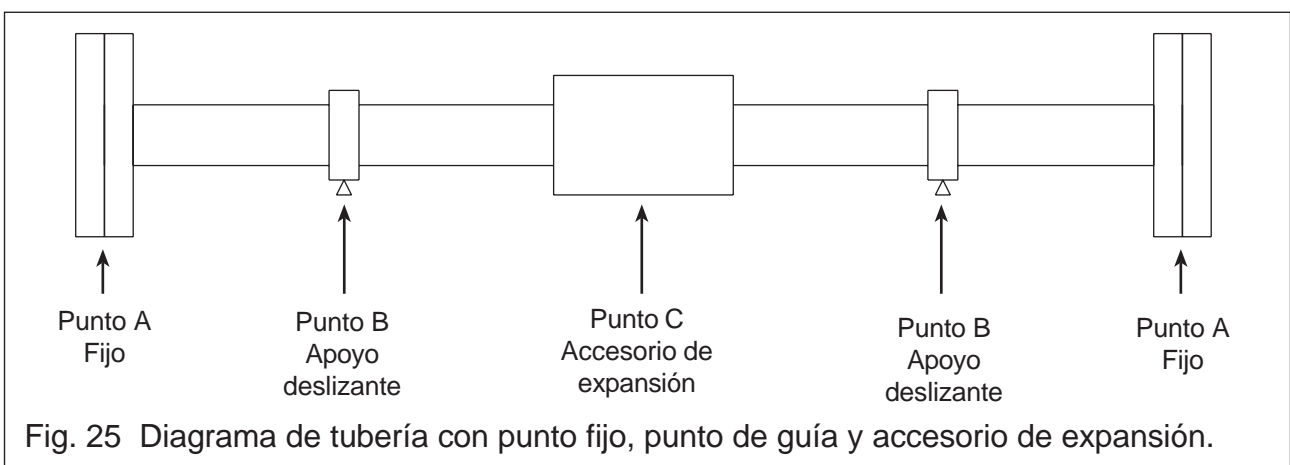 Punto A
Fijo
Punto B
Apoyo
deslizante
Punto C
Accesorio de
expansión
Punto B
Apoyo
deslizante
Punto A
Fijo
Fig. 25 Diagrama de tubería con punto fijo, punto de guía y accesorio de expansión.